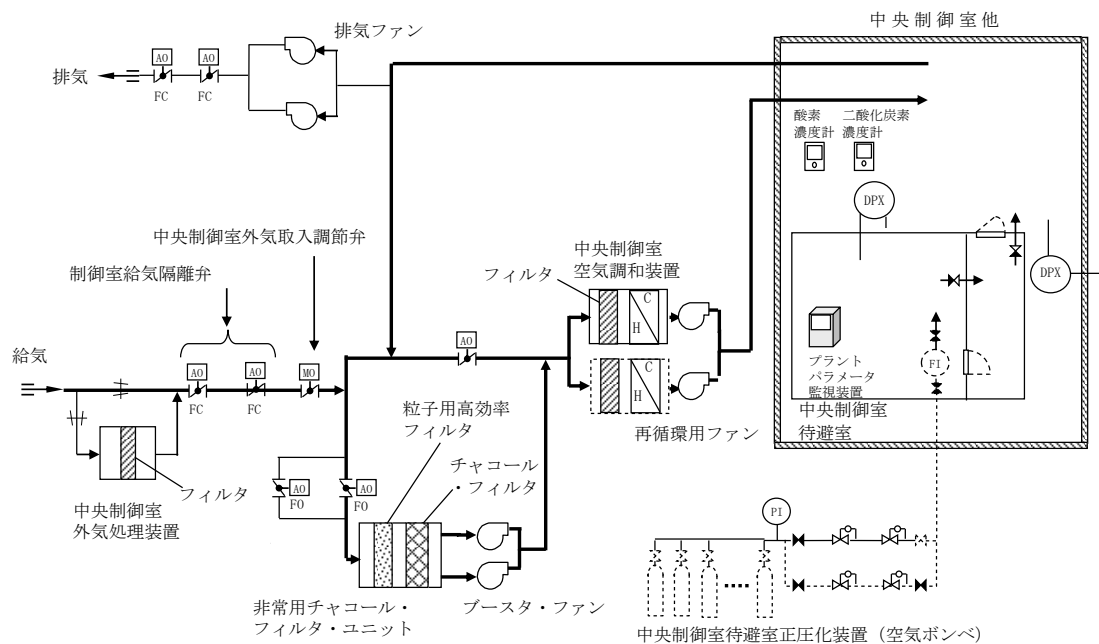 中央制御室他
排気ファン
AO
AO
排気
FC
FC
酸素
濃度計
二酸化炭素
濃度計
DPX
中央制御室外気取入調節弁
制御室給気隔離弁
中央制御室
空気調和装置
フィルタ
C
H
DPX
給気
AO
AO
MO
AO
FC
FC
C
H
プラント
パラメータ
監視装置
FI
中央制御室
待避室
粒子用高効率
フィルタ
再循環用ファン
チャコール
・フィルタ
フィルタ
AO
FO
AO
FO
中央制御室
外気処理装置
PI
非常用チャコール・
フィルタ・ユニット
ブースタ・ファン
中央制御室待避室正圧化装置（空気ボンベ）